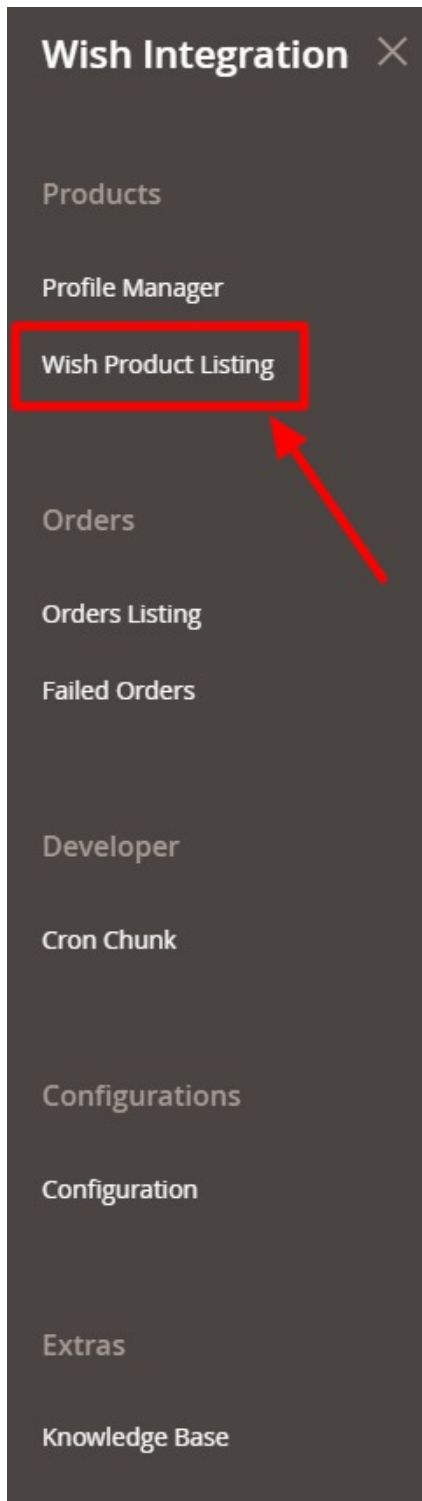 Wish Integration
Products
Profile Manager
Wish Product Listing
Orders
Orders Listing
Failed Orders
Developer
Cron Chunk
Configurations
Configuration
Extras
Knowledge Base